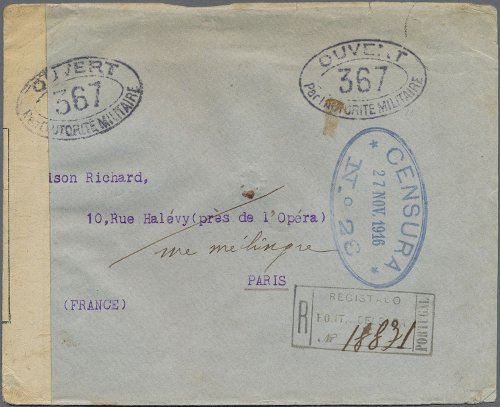 OUVERT
367
Par l'AUTORITÉ MILITAIRE
OUVERT
367
Par l'AUTORITÉ MILITAIRE
CENSURA
27 NOV. 1916
N.o 28
ison Richard,
10,Rue Halévy(près de l'Opéra)
PARIS
(FRANCE)
R
REGISTADO
Nº 18831
PORTUGAL